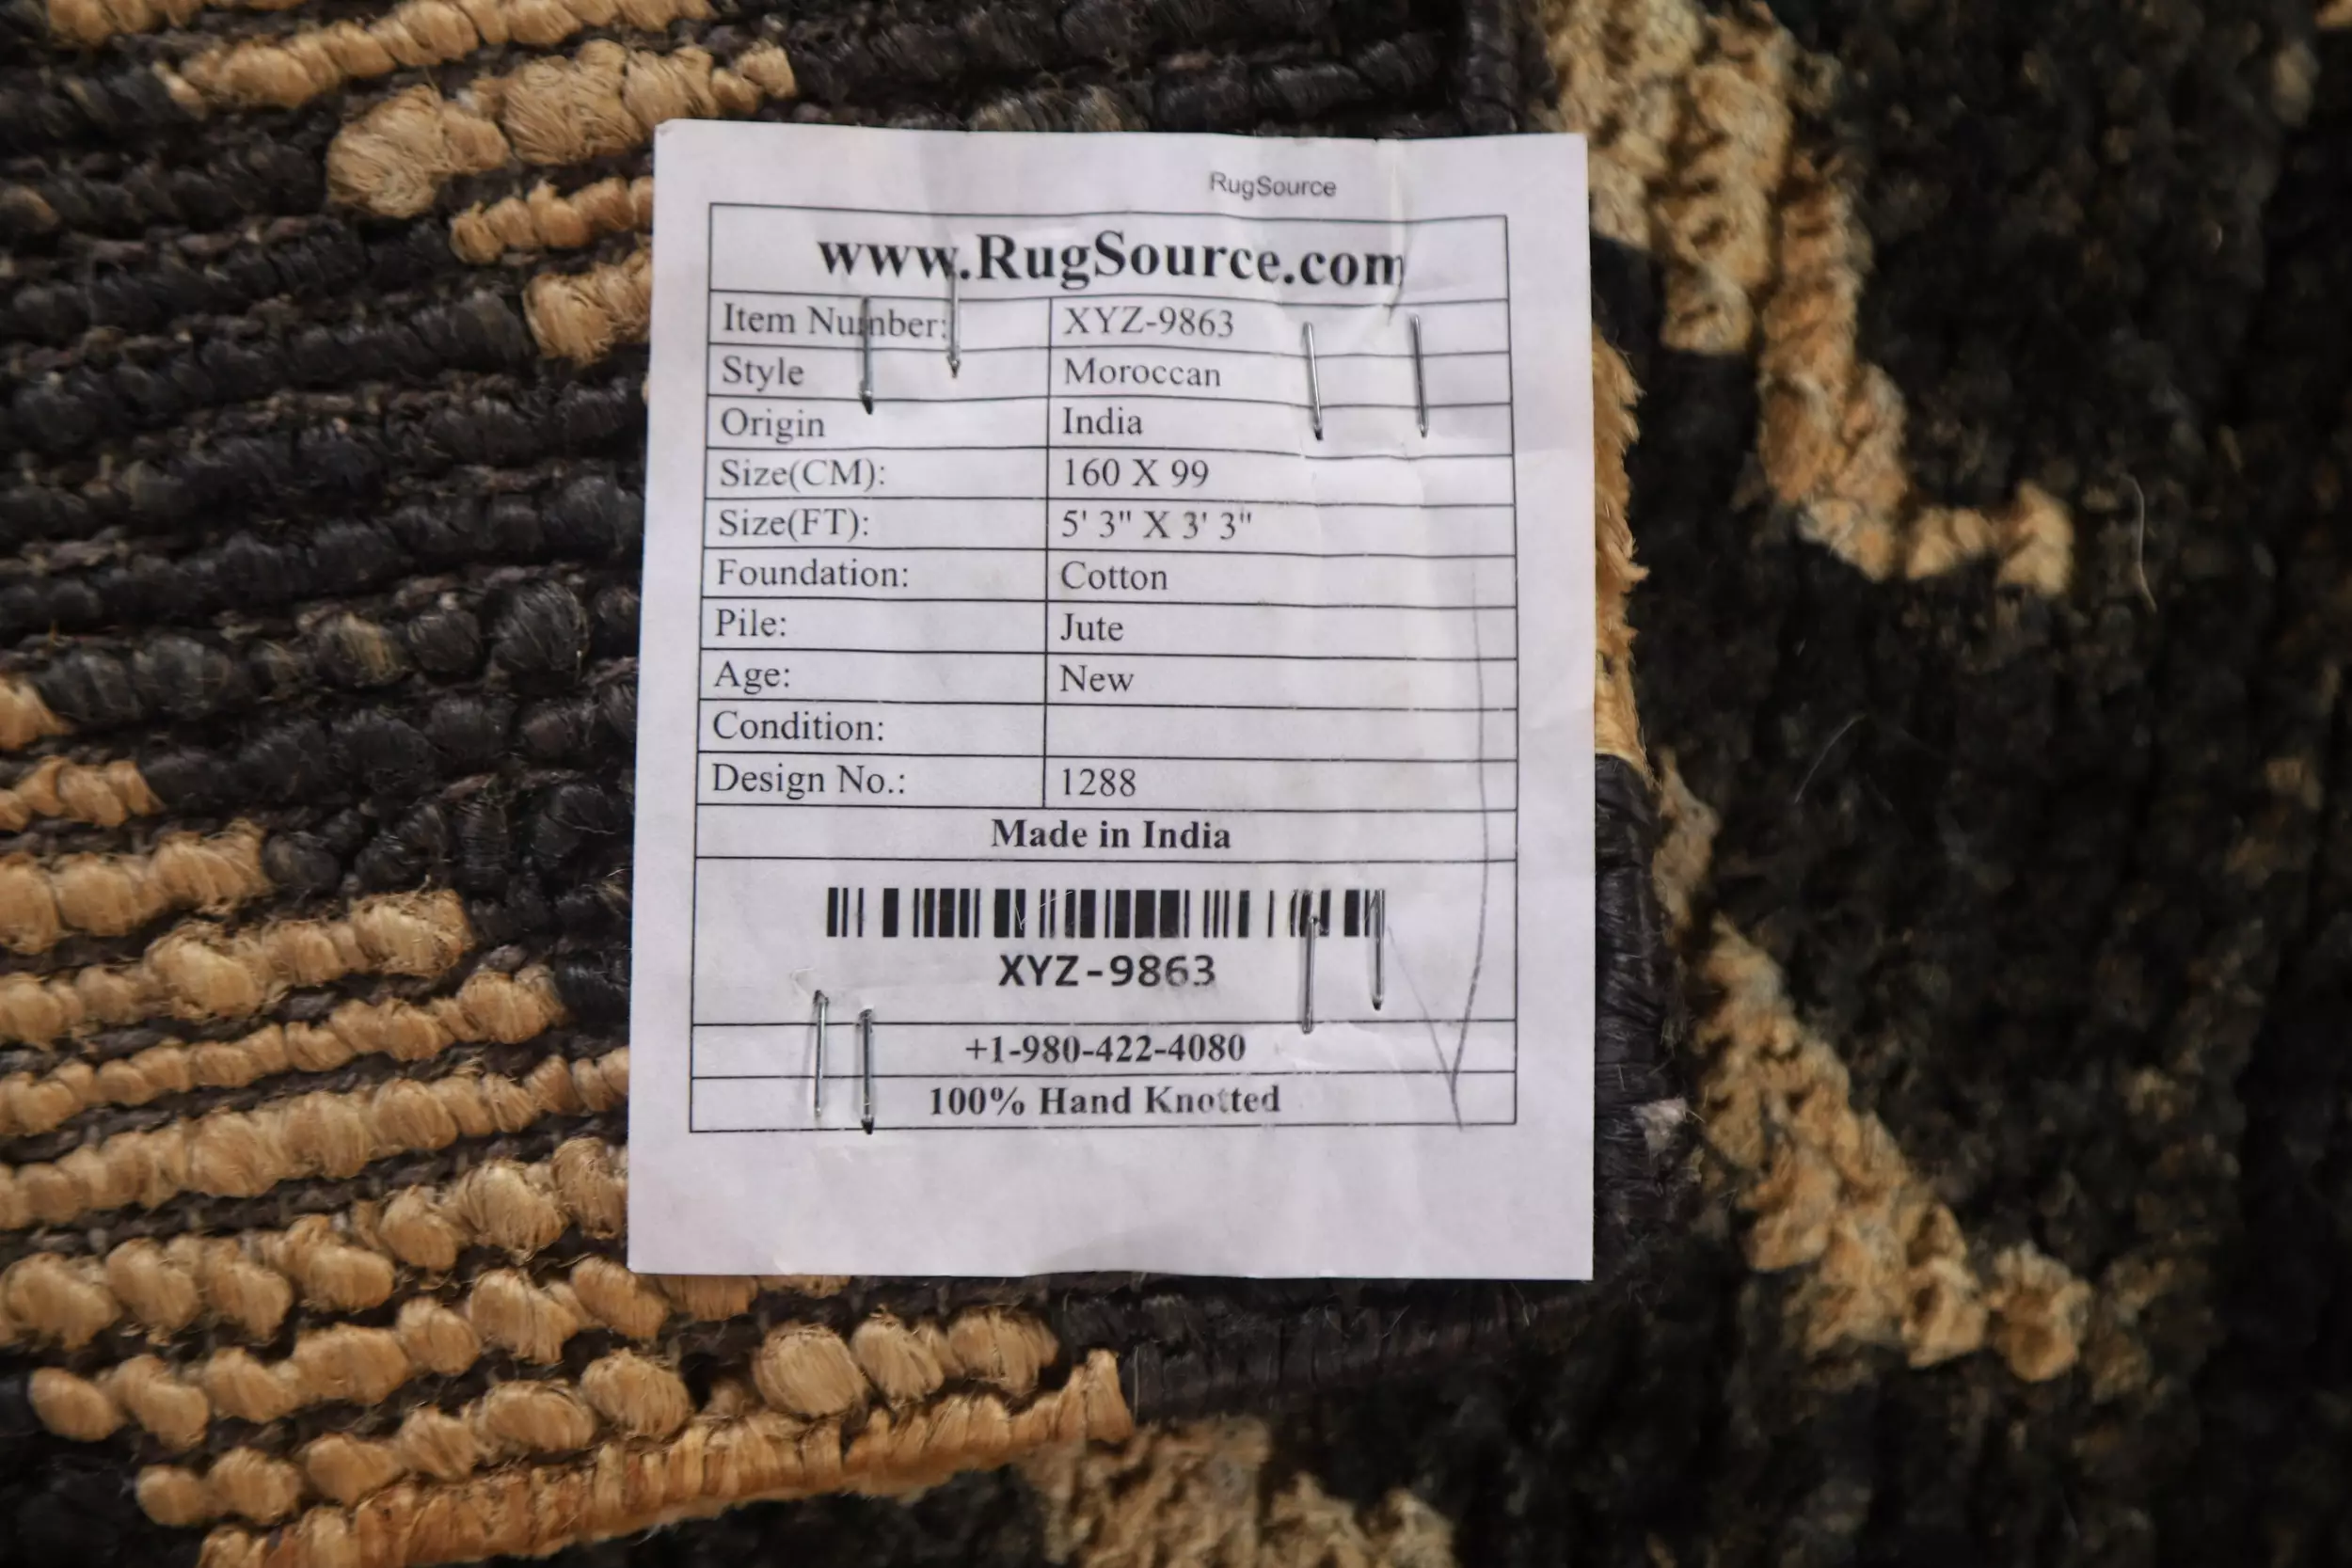 RugSource
www.RugSource.com
Item Number: XYZ-9863
Style Moroccan
Origin India
Size(CM): 160 X 99
Size(FT): 5' 3" X 3' 3"
Foundation: Cotton
Pile: Jute
Age: New
Condition:
Design No.: 1288
Made in India
XYZ-9863
+1-980-422-4080
100% Hand Knotted